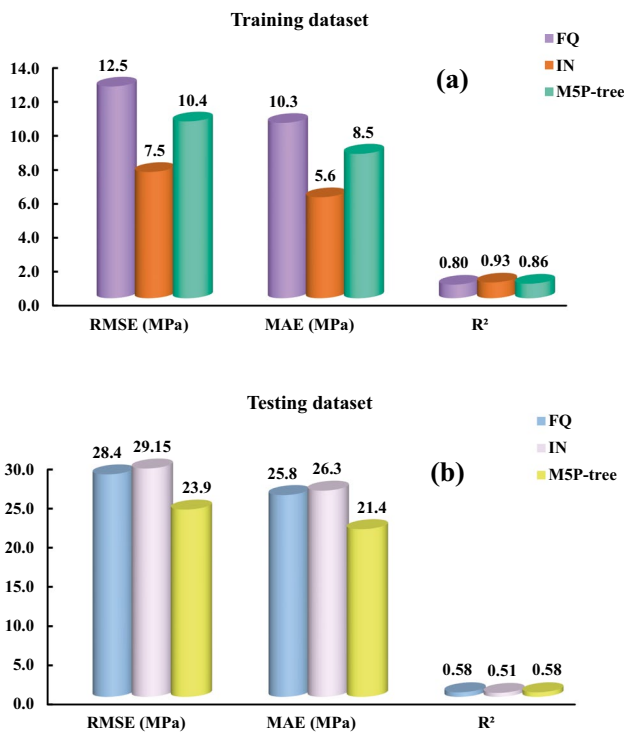 Training dataset
FQ
IN
M5P-tree
(a)
14.0
12.0
10.0
8.0
6.0
4.0
2.0
0.0
12.5
7.5
10.4
10.3
5.6
8.5
0.80
0.93
0.86
RMSE (MPa)
MAE (MPa)
R²
Testing dataset
FQ
IN
M5P-tree
(b)
30.0
25.0
20.0
15.0
10.0
5.0
0.0
28.4
29.15
23.9
25.8
26.3
21.4
0.58
0.51
0.58
RMSE (MPa)
MAE (MPa)
R²